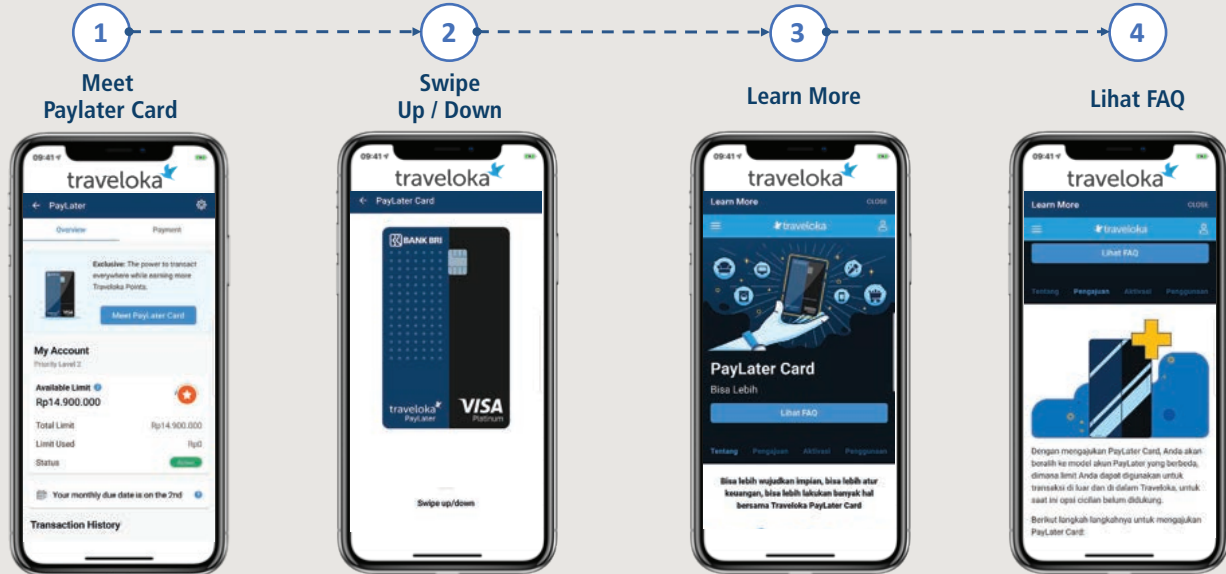 1
2
3
4
Meet
Paylater Card
Swipe
Up / Down
Learn More
Lihat FAQ
09:41
traveloka
PayLater
Overview
Payment
Exclusive: The power to transact
everywhere while earning more
Traveloka Points.
Meet PayLater Card
My Account
Priority Level 2
Available Limit
Rp14.900.000
Total Limit
Rp14.900.000
Limit Used
Rp0
Status
Active
Your monthly due date is on the 2nd
Transaction History
09:41
traveloka
PayLater Card
BANK BRI
traveloka
PayLater
VISA
Platinum
Swipe up/down
09:41
traveloka
Learn More
CLOSE
traveloka
PayLater Card
Bisa Lebih
Lihat FAQ
Tentang
Pengajuan
Aktivasi
Penggunaan
Bisa lebih wujudkan impian, bisa lebih atur
keuangan, bisa lebih lakukan banyak hal
bersama Traveloka PayLater Card
09:41
traveloka
Learn More
CLOSE
traveloka
Lihat FAQ
Tentang
Pengajuan
Aktivasi
Penggunaan
Dengan mengajukan PayLater Card, Anda akan
beralih ke model akun PayLater yang berbeda,
dimana limit Anda dapat digunakan untuk
transaksi di luar dan di dalam Traveloka, untuk
saat ini opsi cicilan belum didukung.
Berikut langkah-langkahnya untuk mengajukan
PayLater Card: